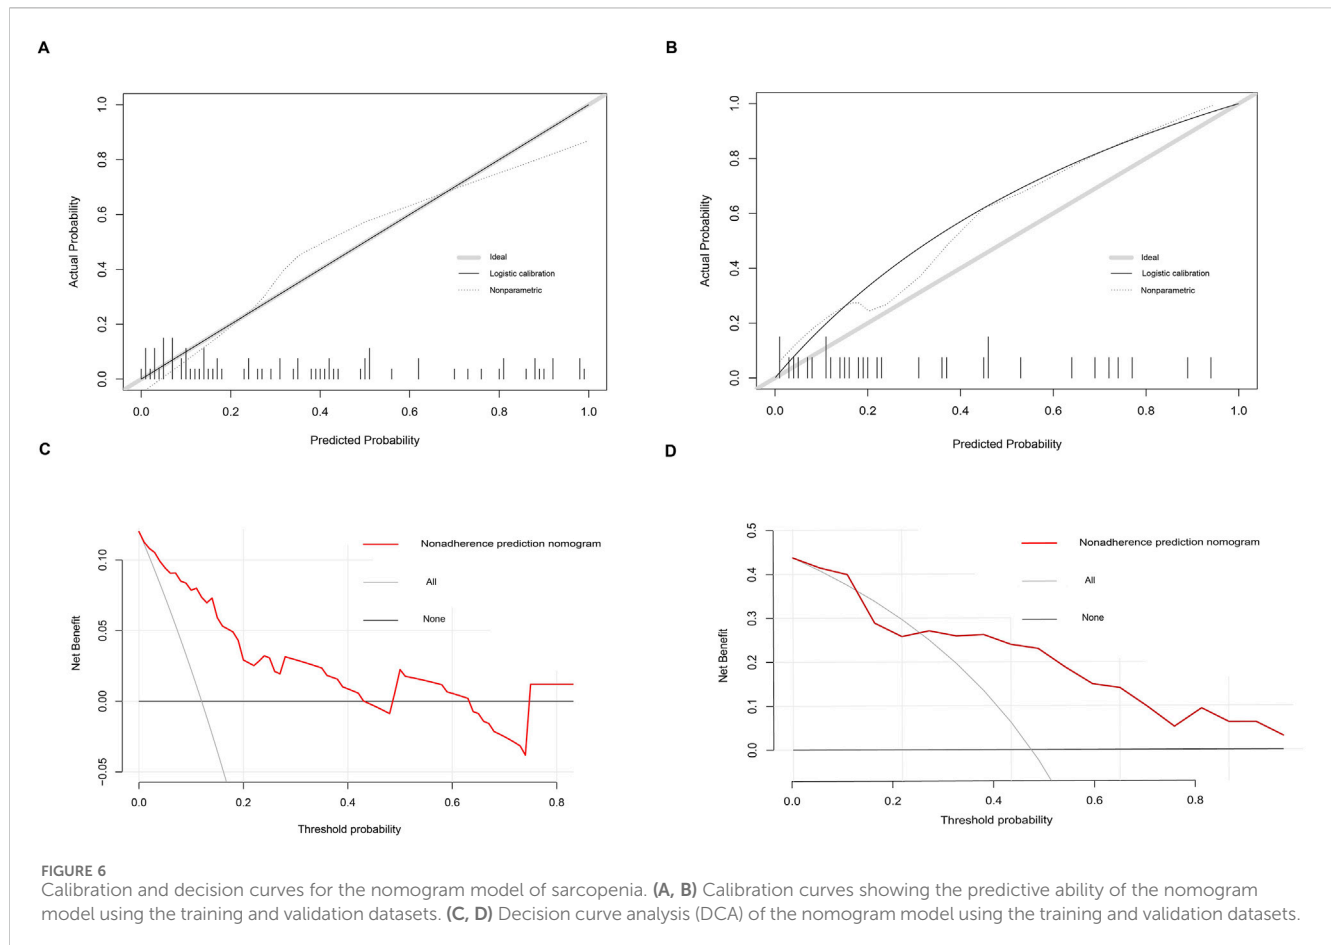 A
1.0
0.8
0.6
0.4
0.2
0.0
Actual Probability
Ideal
Logistic calibration
Nonparametric
0.0 0.2 0.4 0.6 0.8 1.0
Predicted Probability
B
1.0
0.8
0.6
0.4
0.2
0.0
Actual Probability
Ideal
Logistic calibration
Nonparametric
0.0 0.2 0.4 0.6 0.8 1.0
Predicted Probability
C
0.10
0.05
0.00
−0.05
Net Benefit
Nonadherence prediction nomogram
All
None
0.0 0.2 0.4 0.6 0.8
Threshold probability
D
0.5
0.4
0.3
0.2
0.1
0.0
Net Benefit
Nonadherence prediction nomogram
All
None
0.0 0.2 0.4 0.6 0.8
Threshold probability
FIGURE 6
Calibration and decision curves for the nomogram model of sarcopenia. (A, B) Calibration curves showing the predictive ability of the nomogram
model using the training and validation datasets. (C, D) Decision curve analysis (DCA) of the nomogram model using the training and validation datasets.